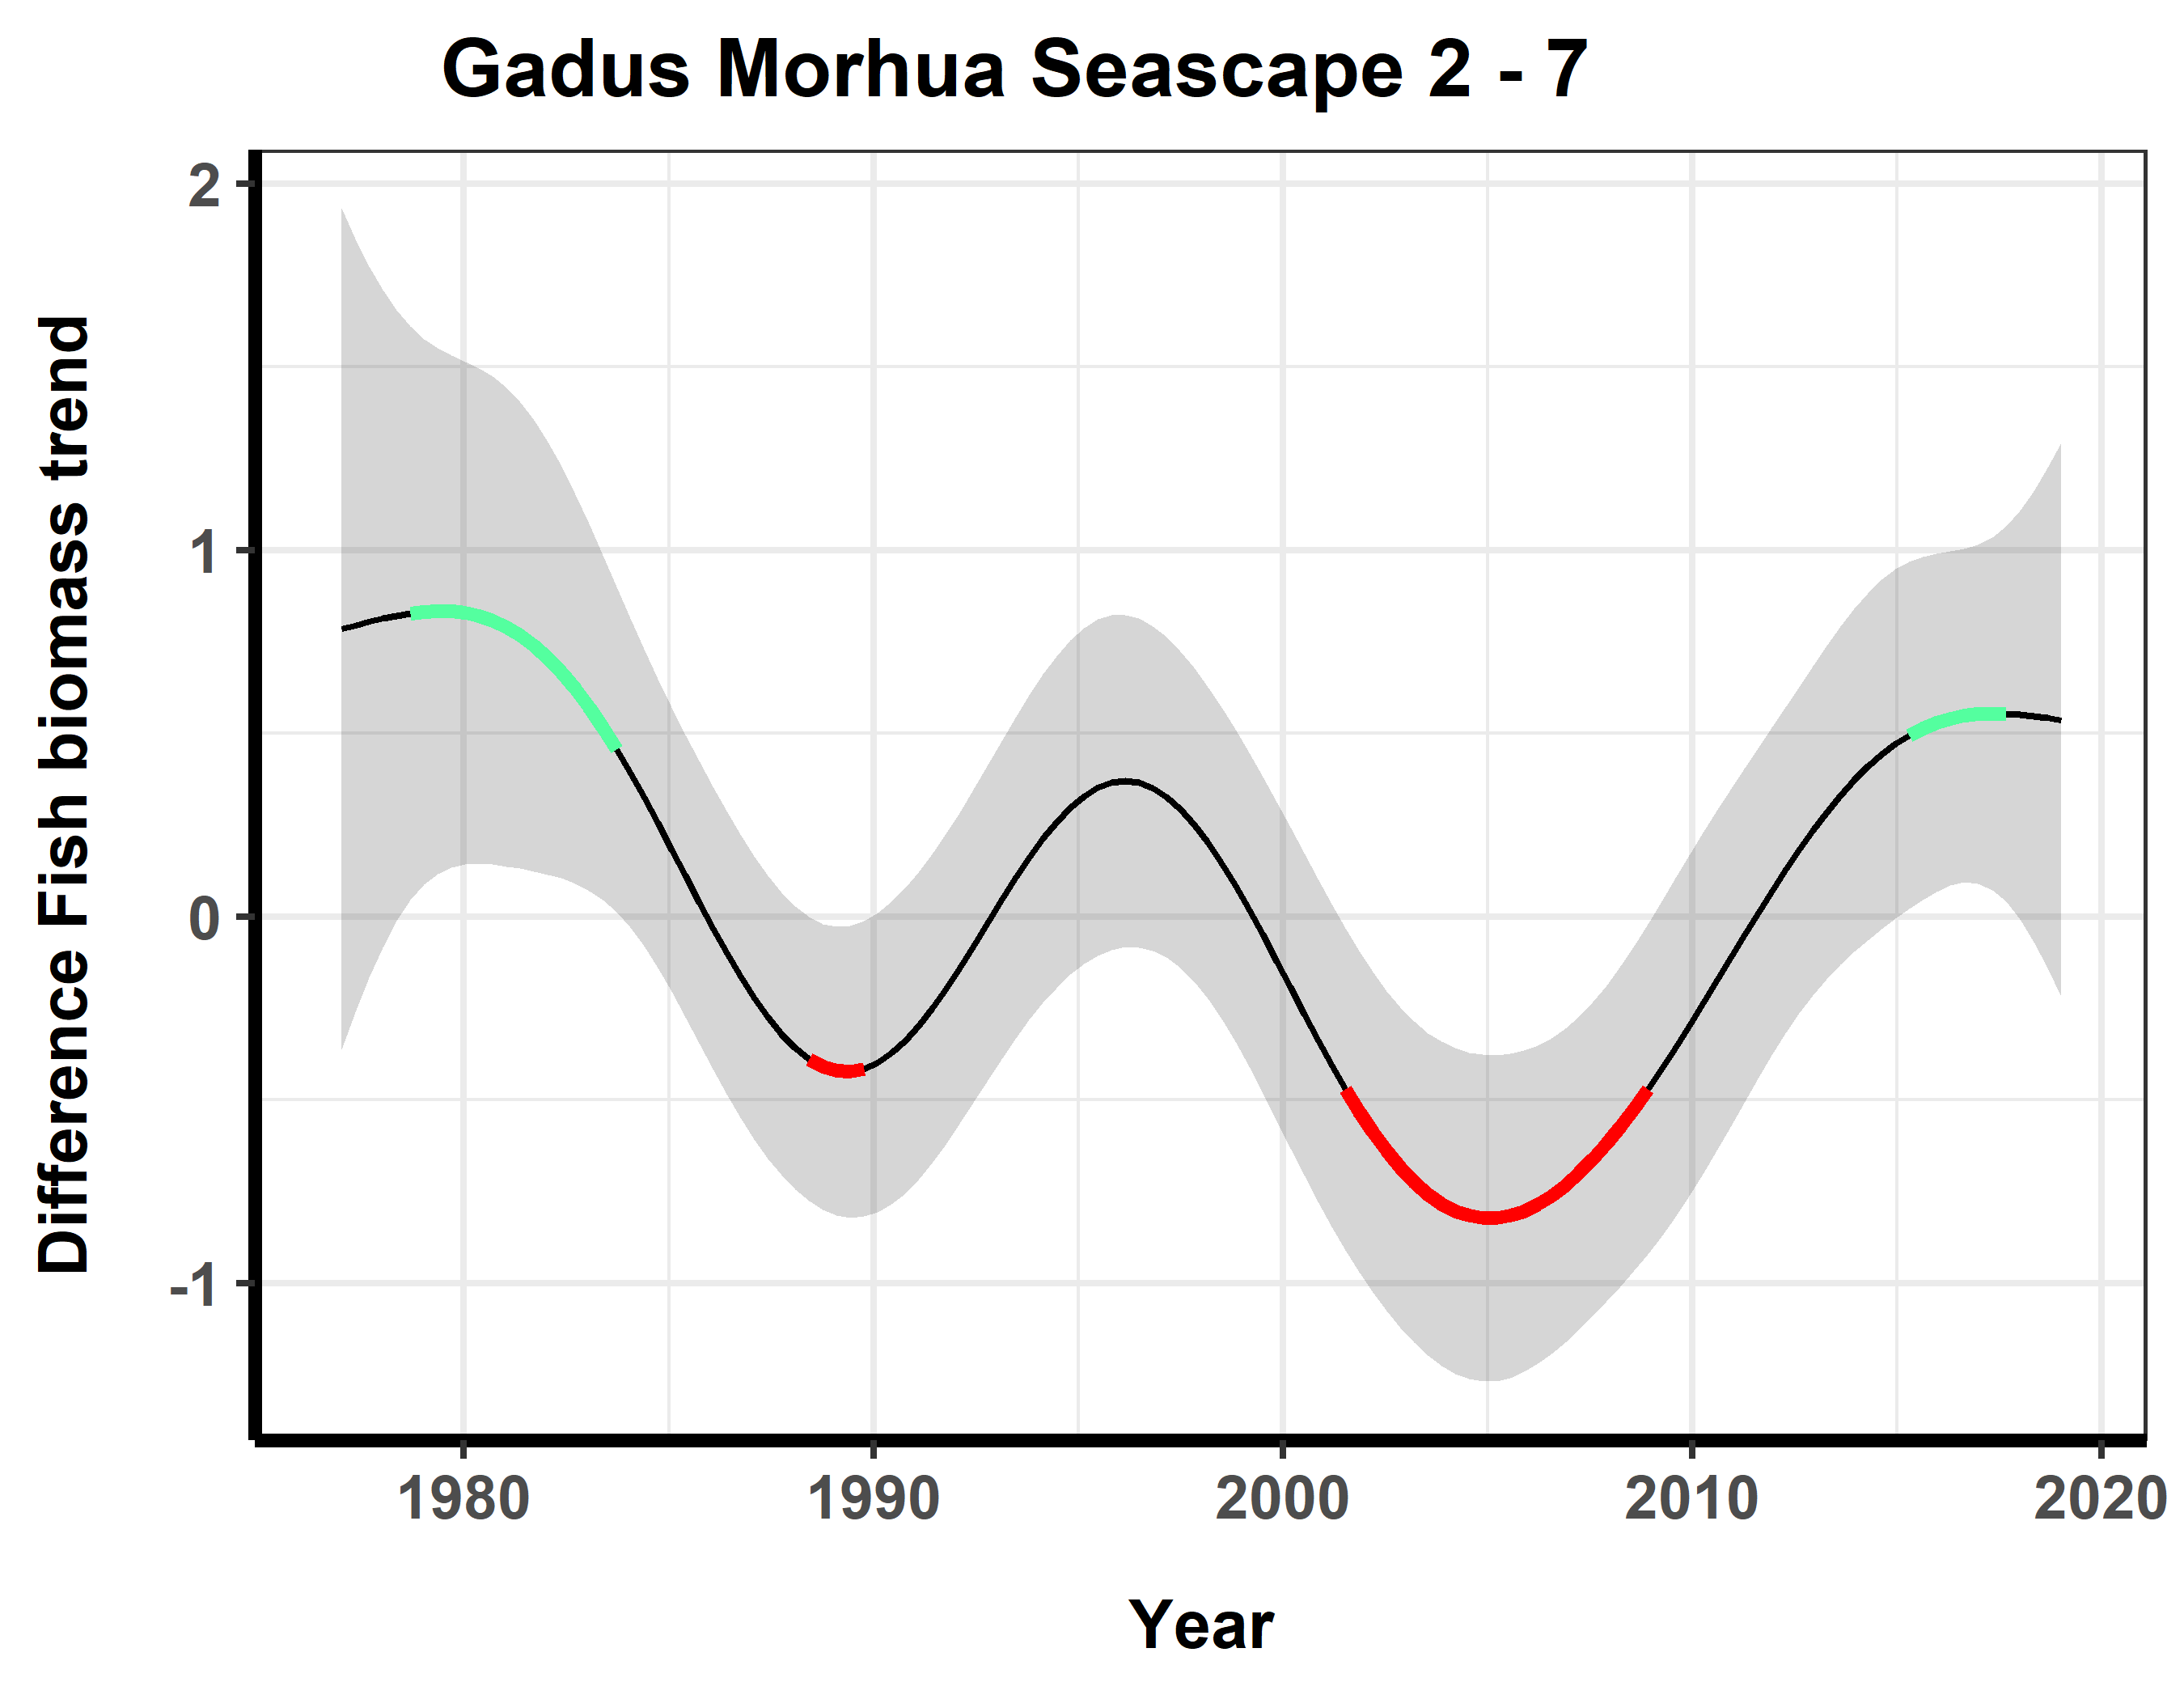 Gadus Morhua Seascape 2 - 7
Difference Fish biomass trend
2
1
0
-1
1980 1990 2000 2010 2020
Year